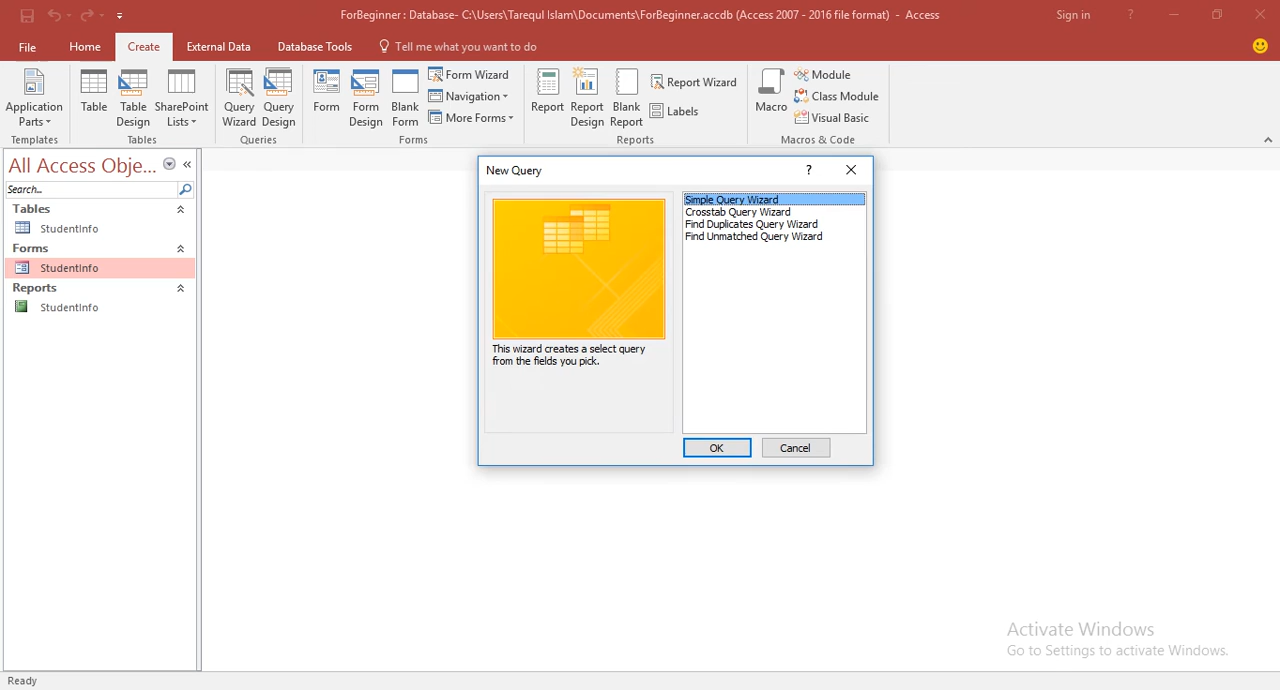 ForBeginner : Database- C:\Users\Tarequl Islam\Documents\ForBeginner.accdb (Access 2007 - 2016 file format) - Access
Sign in
?
File
Home
Create
External Data
Database Tools
Tell me what you want to do
Application Parts
Templates
Table
Table Design
SharePoint Lists
Tables
Query Wizard
Query Design
Queries
Form
Form Design
Blank Form
Form Wizard
Navigation
More Forms
Forms
Report
Report Design
Blank Report
Report Wizard
Labels
Reports
Macro
Module
Class Module
Visual Basic
Macros & Code
All Access Obje...
Search...
Tables
StudentInfo
Forms
StudentInfo
Reports
StudentInfo
New Query
?
This wizard creates a select query
from the fields you pick.
Simple Query Wizard
Crosstab Query Wizard
Find Duplicates Query Wizard
Find Unmatched Query Wizard
OK
Cancel
Activate Windows
Go to Settings to activate Windows.
Ready